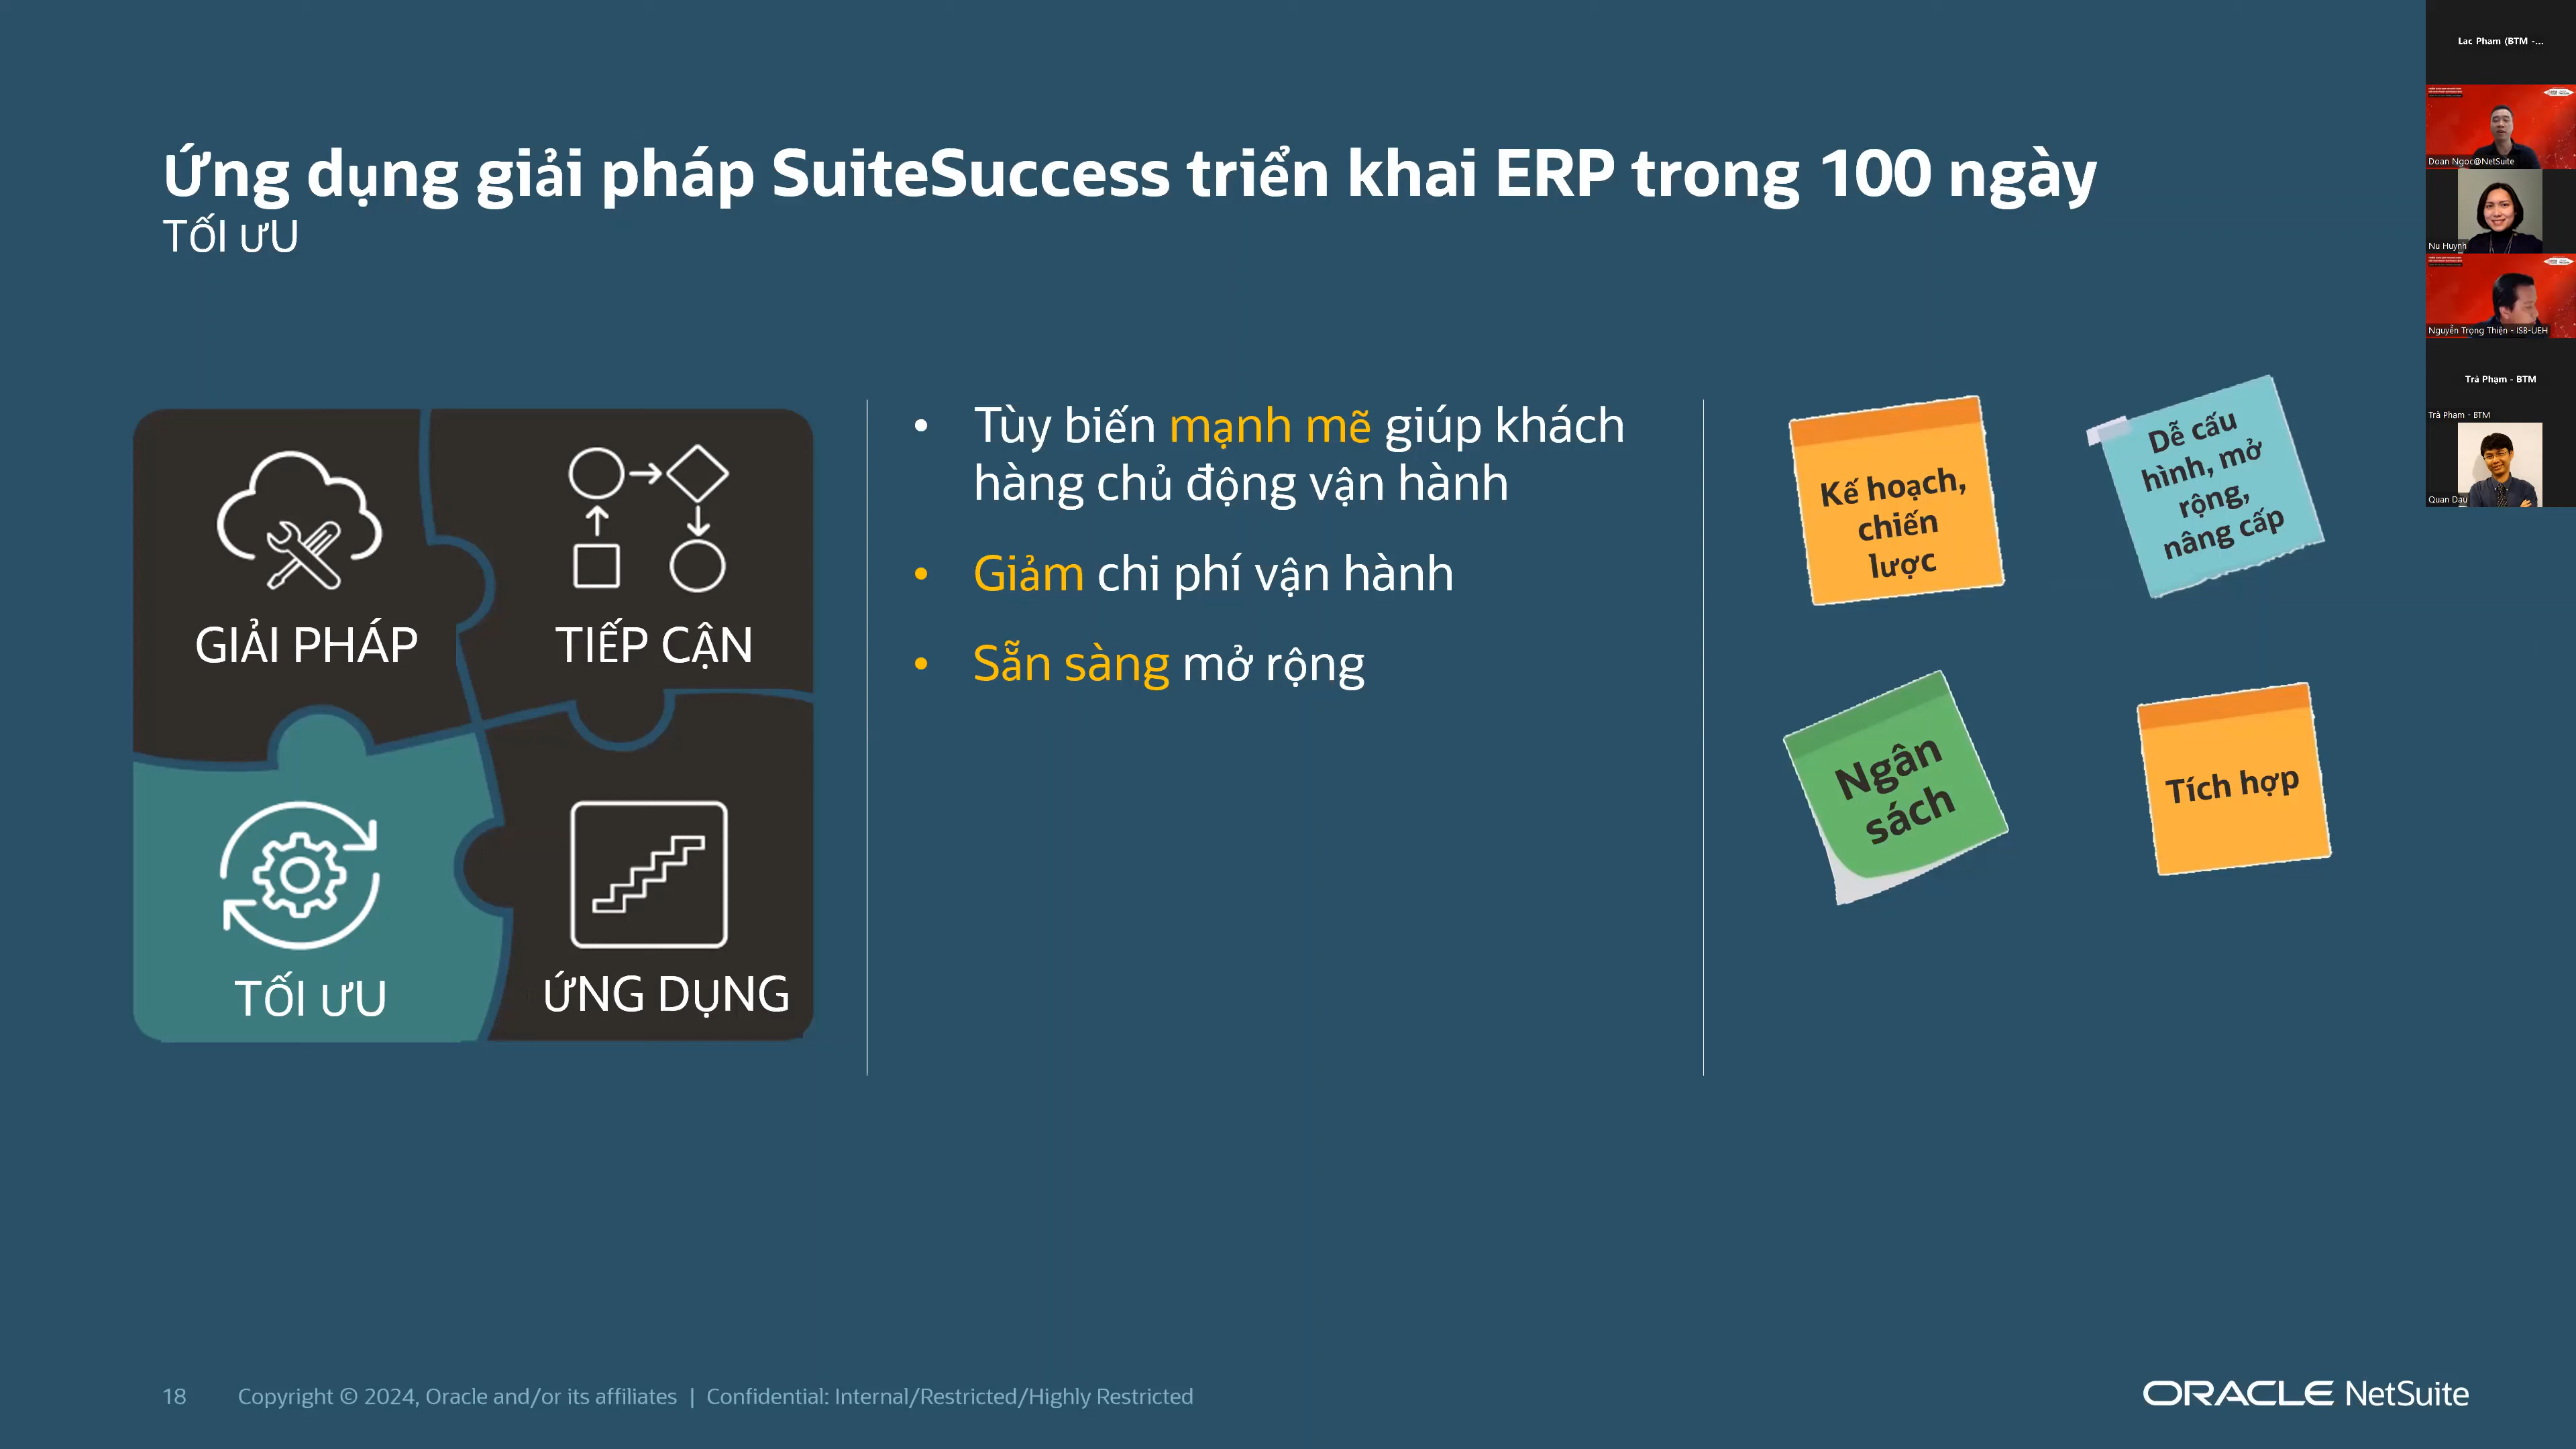 Ứng dụng giải pháp SuiteSuccess triển khai ERP trong 100 ngày
TỐI ƯU
GIẢI PHÁP
TIẾP CẬN
TỐI ƯU
ỨNG DỤNG
• Tùy biến mạnh mẽ giúp khách
hàng chủ động vận hành
• Giảm chi phí vận hành
• Sẵn sàng mở rộng
Kế hoạch,
chiến
lược
Dễ cấu
hình, mở
rộng,
nâng cấp
Ngân
sách
Tích hợp
Lac Pham (BTM -...
Doan Ngoc@NetSuite
Nu Huynh
Nguyễn Trọng Thiện - ISB-UEH
Trà Phạm - BTM
Trà Phạm - BTM
Quan Dau
18 Copyright © 2024, Oracle and/or its affiliates | Confidential: Internal/Restricted/Highly Restricted
ORACLE NetSuite